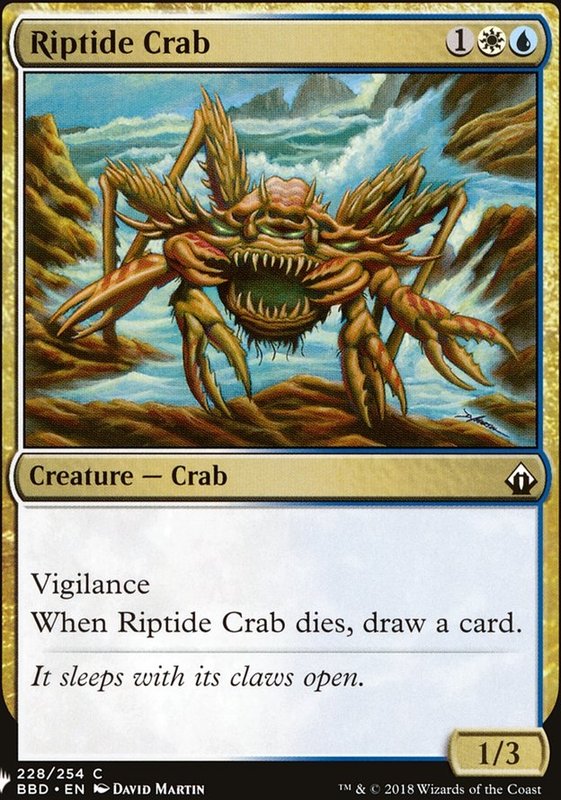 Riptide Crab 1
Creature — Crab
Vigilance
When Riptide Crab dies, draw a card.
It sleeps with its claws open.
1/3
228/254 C
BBD • EN DAVID MARTIN
™ & © 2018 Wizards of the Coast